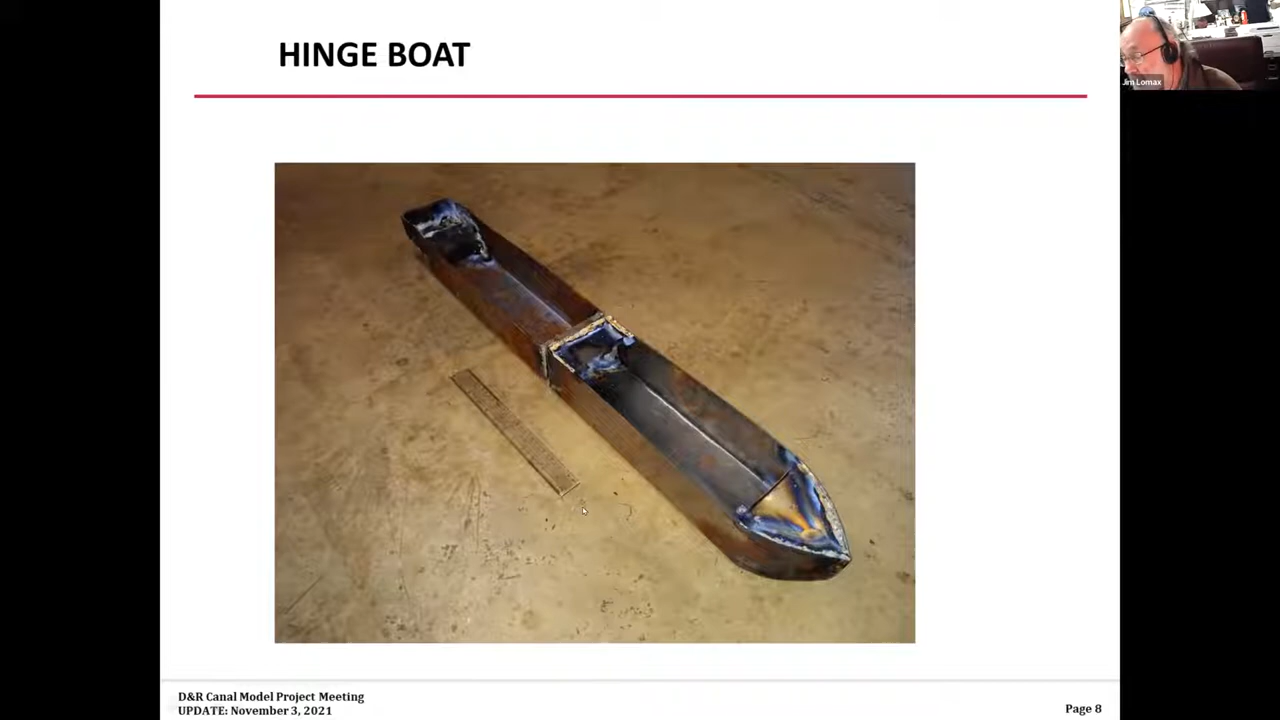 HINGE BOAT
Jim Lomax
D&R Canal Model Project Meeting
UPDATE: November 3, 2021
Page 8